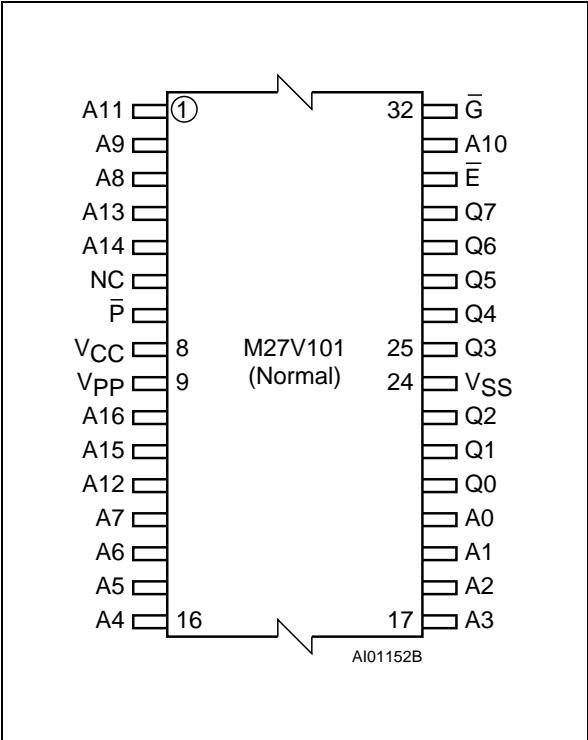 A11 ① 32 G̅
A9 A10
A8 E̅
A13 Q7
A14 Q6
NC Q5
P̅ Q4
VCC 8 M27V101 25 Q3
VPP 9 (Normal) 24 VSS
A16 Q2
A15 Q1
A12 Q0
A7 A0
A6 A1
A5 A2
A4 16 17 A3
AI01152B